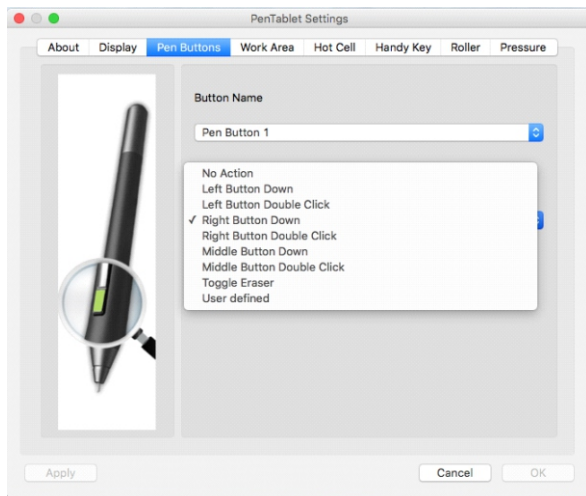 PenTablet Settings
About Display Pen Buttons Work Area Hot Cell Handy Key Roller Pressure
Button Name
Pen Button 1
No Action
Left Button Down
Left Button Double Click
✓ Right Button Down
Right Button Double Click
Middle Button Down
Middle Button Double Click
Toggle Eraser
User defined
Apply Cancel OK